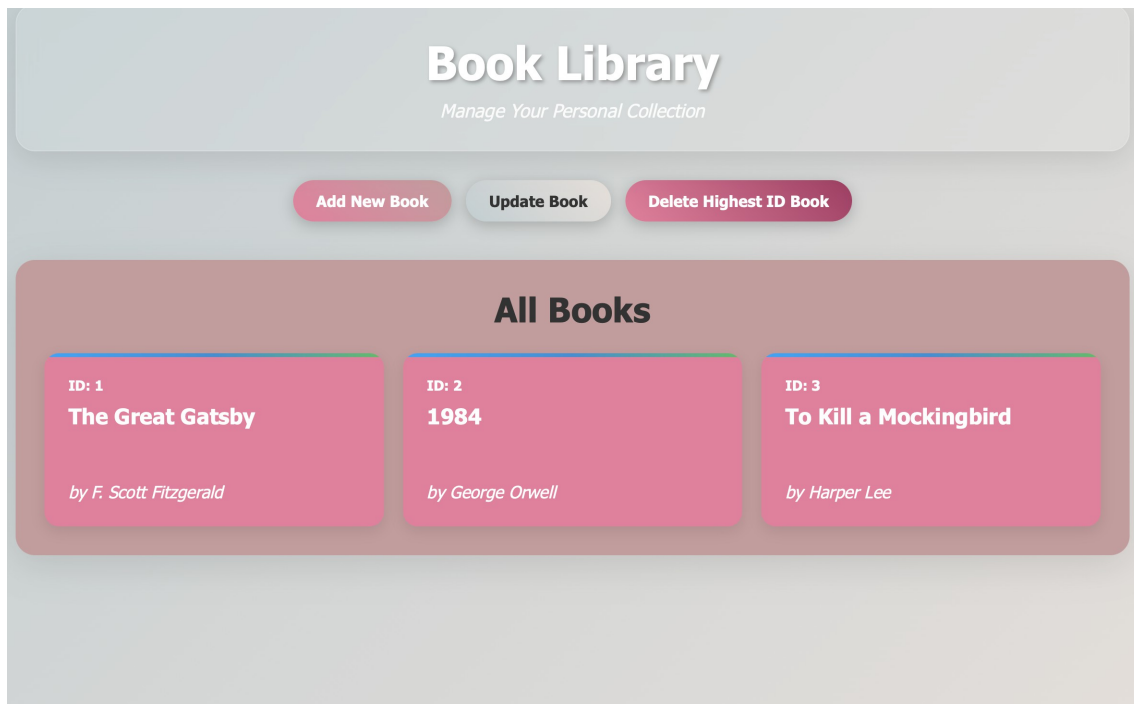 Book Library
Manage Your Personal Collection
Add New Book
Update Book
Delete Highest ID Book
All Books
ID: 1
The Great Gatsby
by F. Scott Fitzgerald
ID: 2
1984
by George Orwell
ID: 3
To Kill a Mockingbird
by Harper Lee